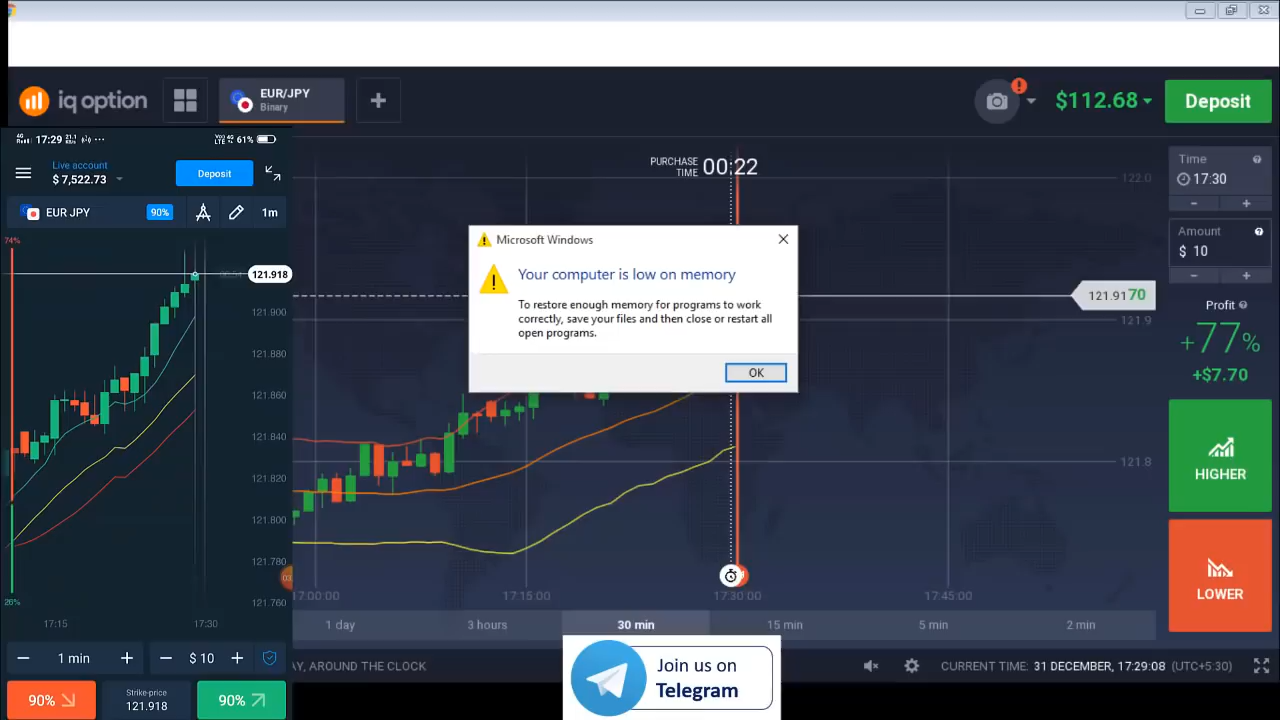 iq option
EUR/JPY
Binary
$112.68
Deposit
17:29
61%
Live account
$ 7,522.73
Deposit
EUR JPY
90%
1m
74%
121.918
121.900
121.880
121.860
121.840
121.820
121.800
121.780
121.760
26%
17:15
17:30
1 min
$ 10
90%
Strike-price
121.918
90%
PURCHASE
TIME
00:22
Microsoft Windows
Your computer is low on memory
To restore enough memory for programs to work
correctly, save your files and then close or restart all
open programs.
OK
122.0
121.9170
121.9
121.8
17:00:00
17:15:00
17:30:00
17:45:00
1 day
3 hours
30 min
15 min
5 min
2 min
Join us on
Telegram
AY, AROUND THE CLOCK
CURRENT TIME: 31 DECEMBER, 17:29:08 (UTC+5:30)
Time
17:30
Amount
$ 10
Profit
+77%
+$7.70
HIGHER
LOWER